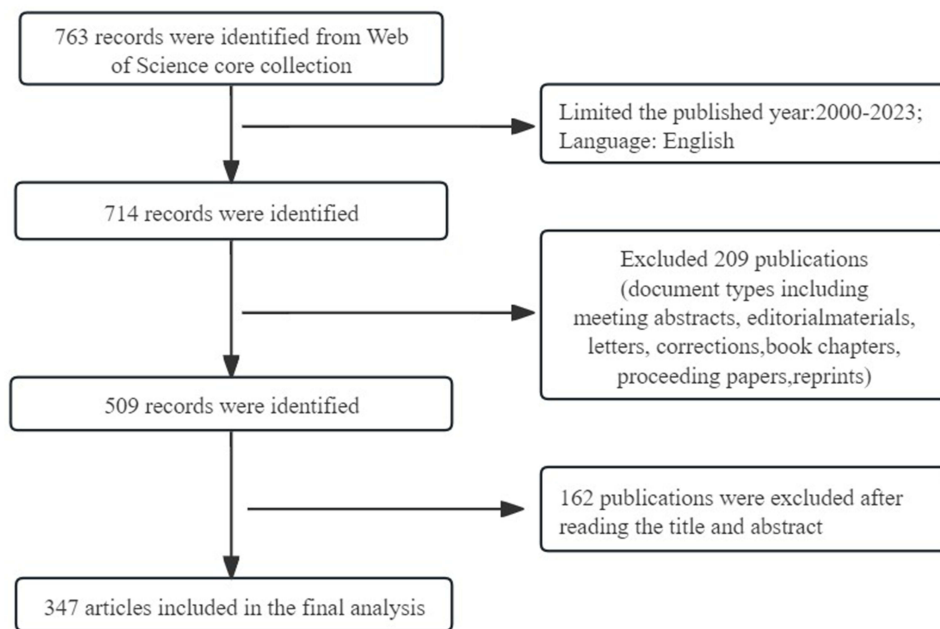 763 records were identified from Web
of Science core collection
Limited the published year:2000-2023;
Language: English
714 records were identified
Excluded 209 publications
(document types including
meeting abstracts, editorialmaterials,
letters, corrections,book chapters,
proceeding papers,reprints)
509 records were identified
162 publications were excluded after
reading the title and abstract
347 articles included in the final analysis